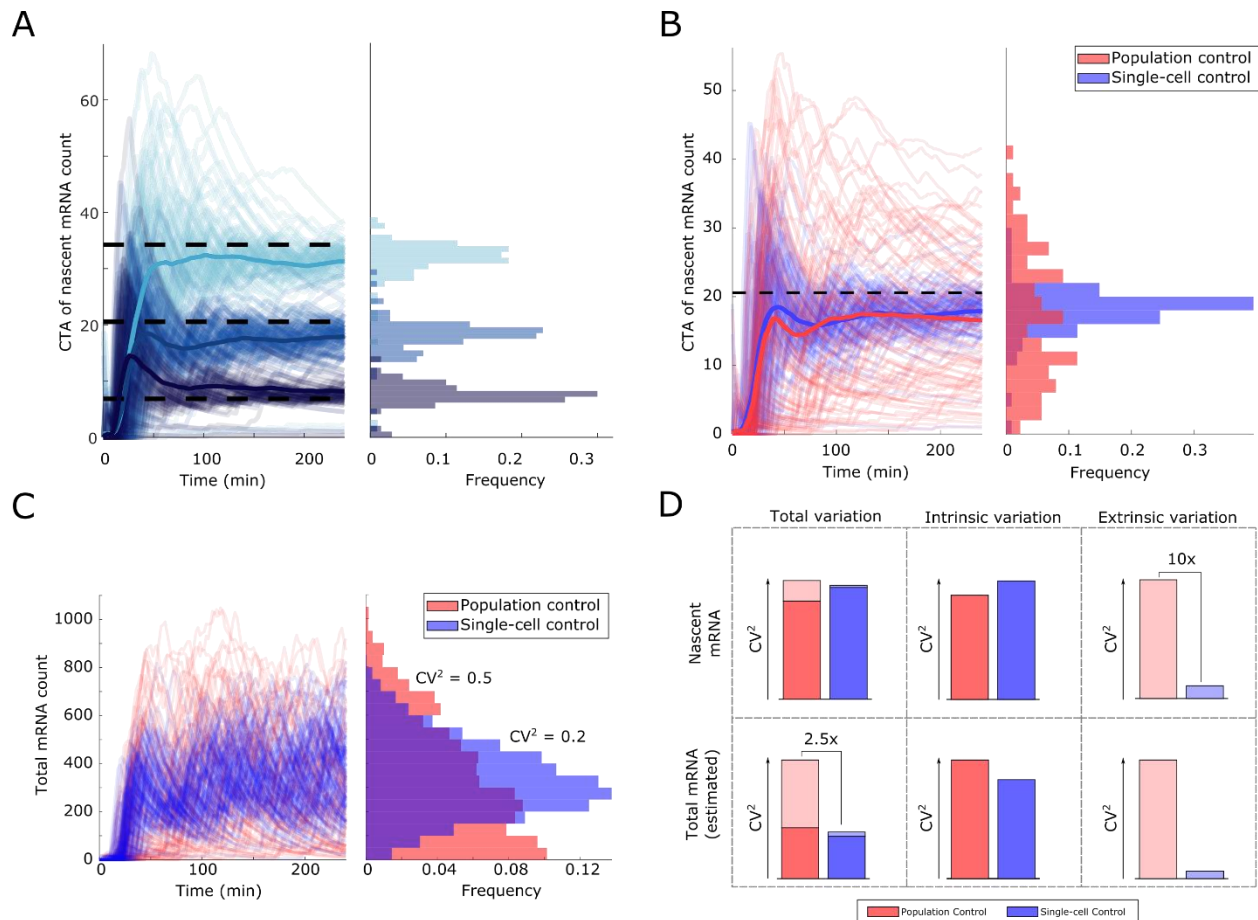 A
CTA of nascent mRNA count
60
40
20
0
0
100
200
Time (min)
0
0.1
0.2
0.3
Frequency
B
Population control
Single-cell control
CTA of nascent mRNA count
50
40
30
20
10
0
0
100
200
Time (min)
0
0.1
0.2
0.3
Frequency
C
Population control
Single-cell control
Total mRNA count
1000
800
600
400
200
0
0
100
200
Time (min)
CV² = 0.5
CV² = 0.2
0
0.04
0.08
0.12
Frequency
D
Total variation
Intrinsic variation
Extrinsic variation
Nascent
mRNA
CV²
CV²
CV²
10x
Total mRNA
(estimated)
CV²
2.5x
CV²
CV²
Population Control
Single-cell Control